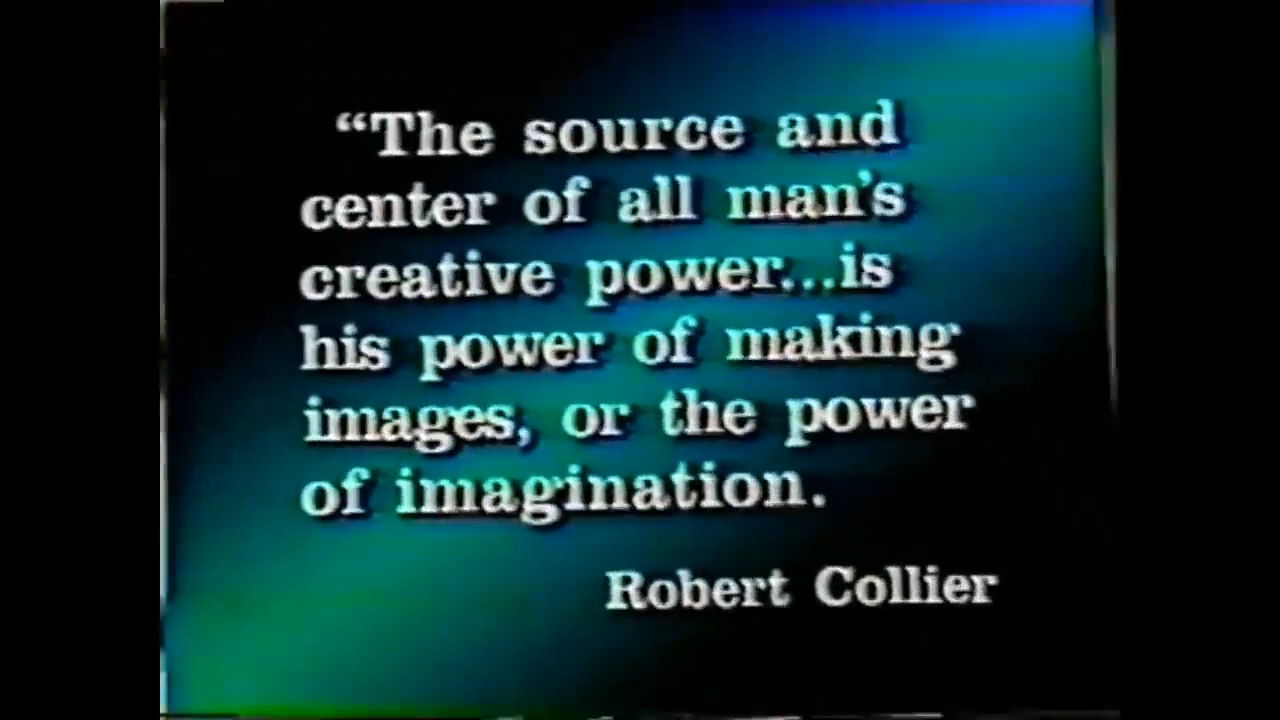 “The source and
center of all man's
creative power...is
his power of making
images, or the power
of imagination.
Robert Collier